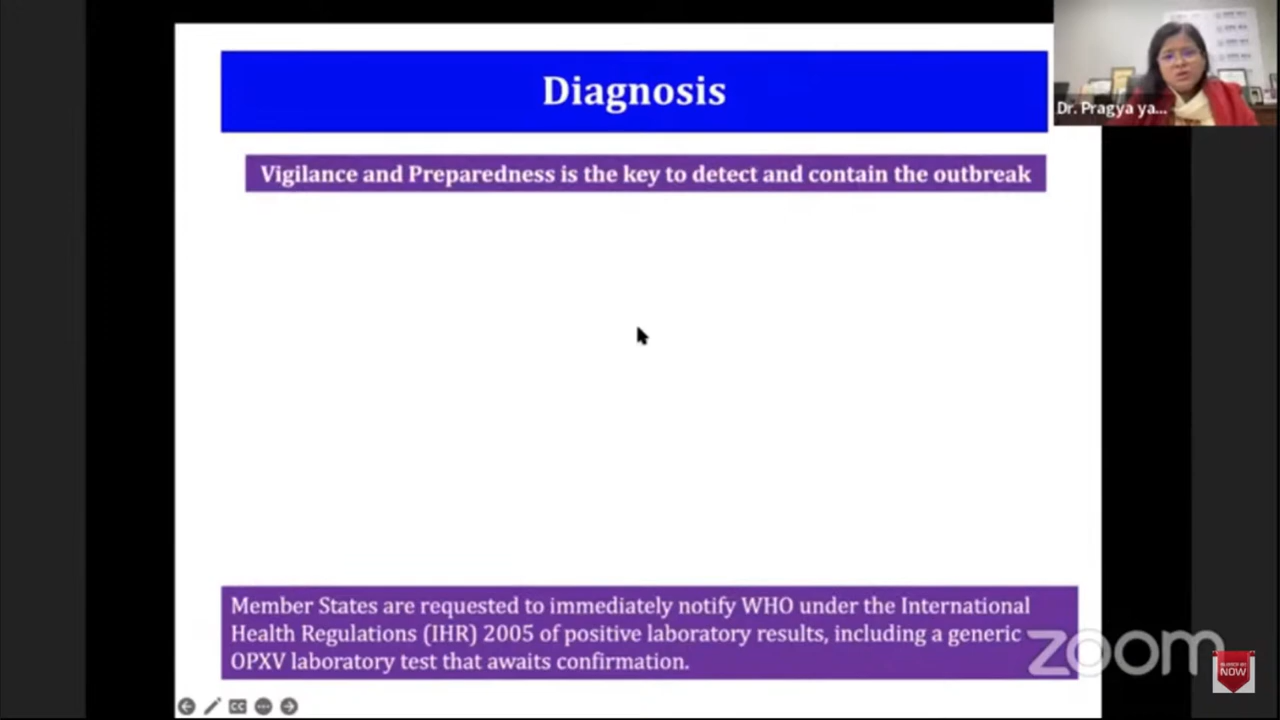 Diagnosis
Dr. Pragya ya...
Vigilance and Preparedness is the key to detect and contain the outbreak
Member States are requested to immediately notify WHO under the International
Health Regulations (IHR) 2005 of positive laboratory results, including a generic
OPXV laboratory test that awaits confirmation.
zoom
NOW
CC